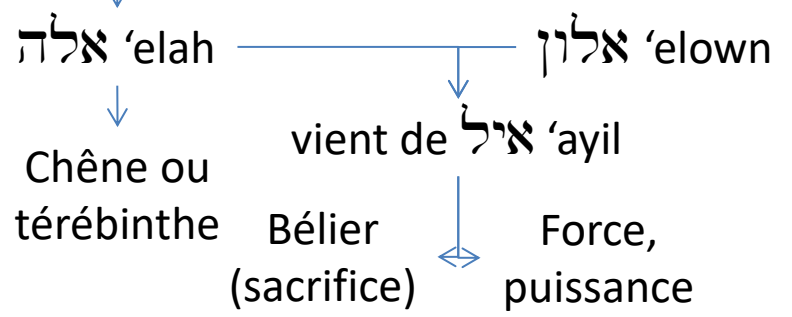 אלה ‘elah
אלון ‘elown
vient de איל ‘ayil
Chêne ou
térébinthe
Bélier
(sacrifice)
Force,
puissance